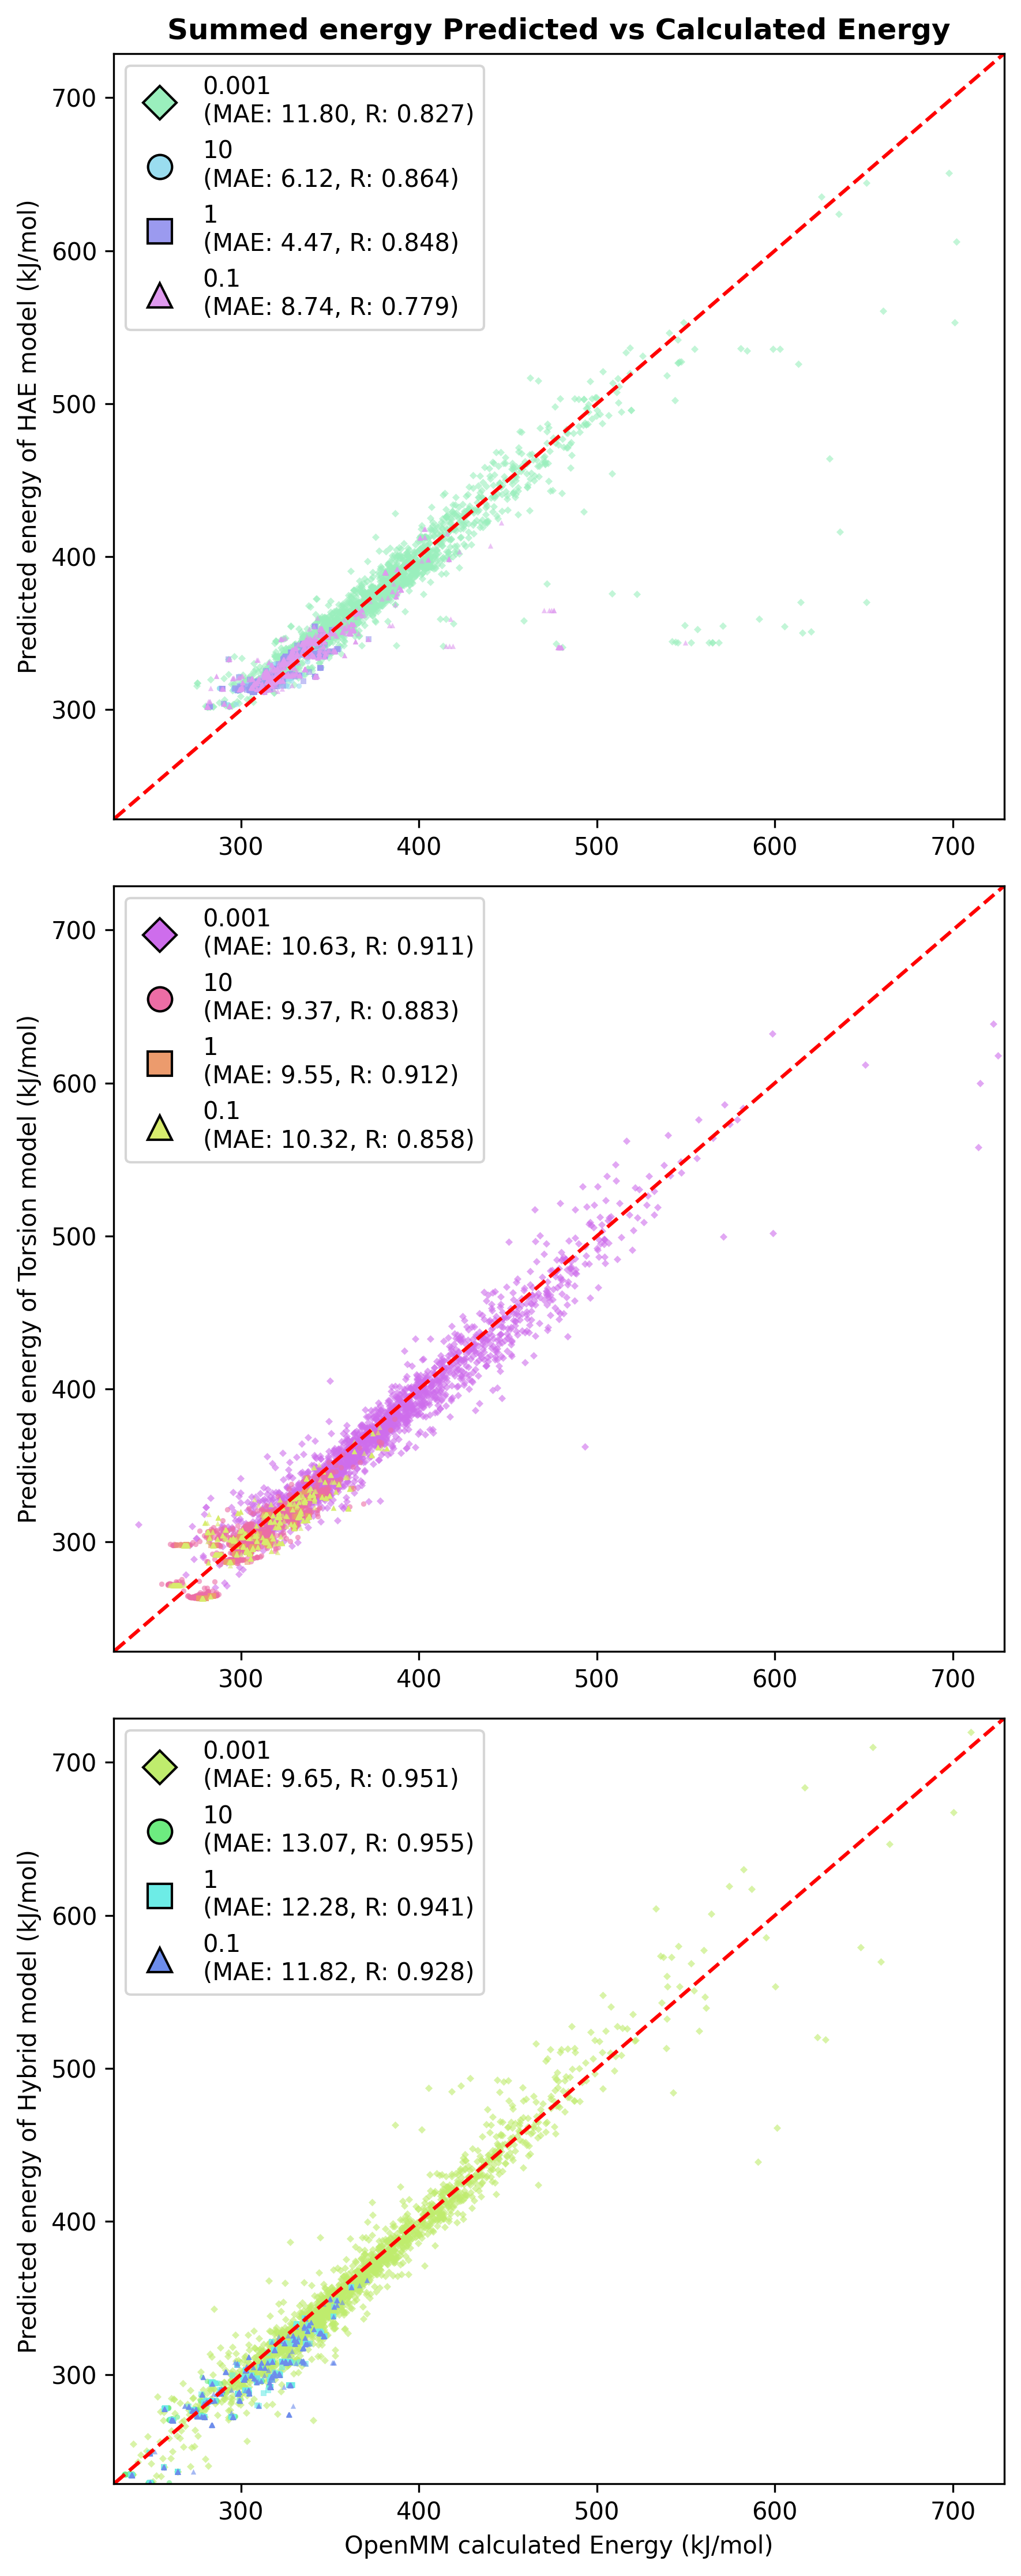 Summed energy Predicted vs Calculated Energy
Predicted energy of HAE model (kJ/mol)
700
600
500
400
300
0.001
(MAE: 11.80, R: 0.827)
10
(MAE: 6.12, R: 0.864)
1
(MAE: 4.47, R: 0.848)
0.1
(MAE: 8.74, R: 0.779)
300 400 500 600 700
Predicted energy of Torsion model (kJ/mol)
700
600
500
400
300
0.001
(MAE: 10.63, R: 0.911)
10
(MAE: 9.37, R: 0.883)
1
(MAE: 9.55, R: 0.912)
0.1
(MAE: 10.32, R: 0.858)
300 400 500 600 700
Predicted energy of Hybrid model (kJ/mol)
700
600
500
400
300
0.001
(MAE: 9.65, R: 0.951)
10
(MAE: 13.07, R: 0.955)
1
(MAE: 12.28, R: 0.941)
0.1
(MAE: 11.82, R: 0.928)
300 400 500 600 700
OpenMM calculated Energy (kJ/mol)